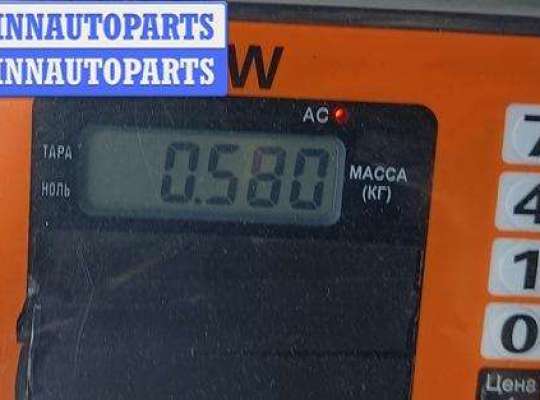 INNAUTOPARTS
INNAUTOPARTS
W
AC
ТАРА
НОЛЬ
0.580
МАССА
(КГ)
7
4
1
0
Цена